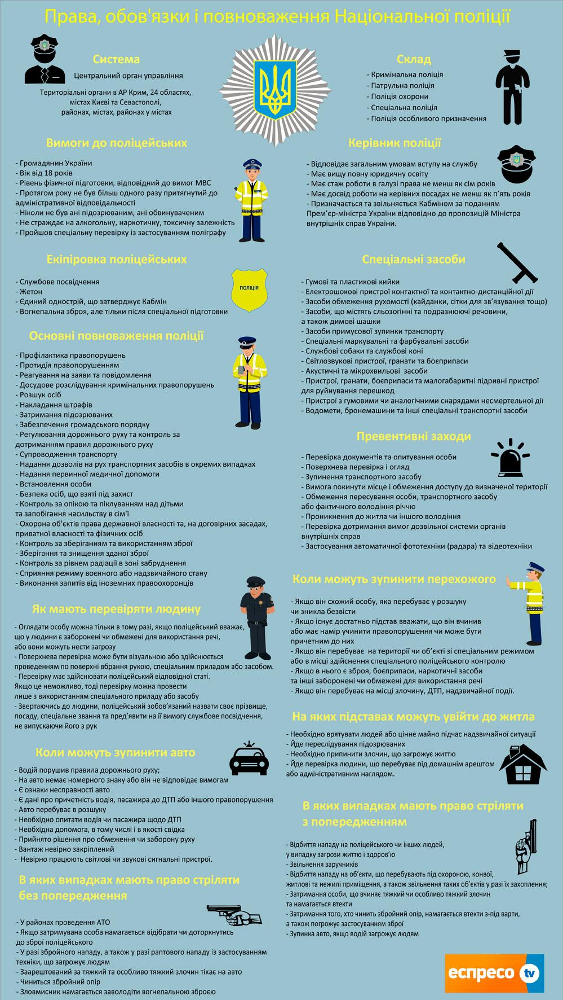 Права, обов'язки і повноваження Національної поліції
Система
Центральний орган управління
Територіальні органи в АР Крим, 24 областях,
містах Києві та Севастополі,
районах, містах, районах у містах
Склад
- Кримінальна поліція
- Патрульна поліція
- Поліція охорони
- Спеціальна поліція
- Поліція особливого призначення
Вимоги до поліцейських
- Громадянин України
- Вік від 18 років
- Рівень фізичної підготовки, відповідний до вимог МВС
- Протягом року не був більш одного разу притягнутий до
адміністративної відповідальності
- Ніколи не був ані підозрюваним, ані обвинуваченим
- Не страждає на алкогольну, наркотичну, токсичну залежність
- Пройшов спеціальну перевірку із застосуванням поліграфу
Керівник поліції
- Відповідає загальним умовам вступу на службу
- Має вищу повну юридичну освіту
- Має стаж роботи в галузі права не менш як сім років
- Має досвід роботи на керівних посадах не менш як п’ять років
- Призначається та звільняється Кабміном за поданням
Прем’єр-міністра України відповідно до пропозицій Міністра
внутрішніх справ України.
Екіпіровка поліцейських
- Службове посвідчення
- Жетон
- Єдиний однострій, що затверджує Кабмін
- Вогнепальна зброя, але тільки після спеціальної підготовки
ПОЛІЦІЯ
Спеціальні засоби
- Гумові та пластикові кийки
- Електрошокові пристрої контактної та контактно-дистанційної дії
- Засоби обмеження рухомості (кайданки, сітки для зв’язування тощо)
- Засоби, що містять сльозогінні та подразнюючі речовини,
а також димові шашки
- Засоби примусової зупинки транспорту
- Спеціальні маркувальні та фарбувальні засоби
- Службові собаки та службові коні
- Світлозвукові пристрої, гранати та боєприпаси
- Акустичні та мікрохвильові засоби
- Пристрої, гранати, боєприпаси та малогабаритні підривні пристрої
для руйнування перешкод
- Пристрої з гумовими чи аналогічними снарядами несмертельної дії
- Водомети, бронемашини та інші спеціальні транспортні засоби
Основні повноваження поліції
- Профілактика правопорушень
- Протидія правопорушенням
- Реагування на заяви та повідомлення
- Досудове розслідування кримінальних правопорушень
- Розшук осіб
- Накладання штрафів
- Затримання підозрюваних
- Забезпечення громадського порядку
- Регулювання дорожнього руху та контроль за
дотриманням правил дорожнього руху
- Супроводження транспорту
- Надання дозволів на рух транспортних засобів в окремих випадках
- Надання первинної медичної допомоги
- Встановлення особи
- Безпека осіб, що взяті під захист
- Контроль за опікою та піклуванням над дітьми
та запобігання насильству в сім'ї
- Охорона об'єктів права державної власності та, на договірних засадах,
приватної власності та фізичних осіб
- Контроль за зберіганням та використанням зброї
- Зберігання та знищення зданої зброї
- Контроль за рівнем радіації в зоні забруднення
- Сприяння режиму воєнного або надзвичайного стану
- Виконання запитів від іноземних правоохоронців
Превентивні заходи
- Перевірка документів та опитування особи
- Поверхнева перевірка і огляд
- Зупинення транспортного засобу
- Вимога покинути місце і обмеження доступу до визначеної території
- Обмеження пересування особи, транспортного засобу
або фактичного володіння річчю
- Проникнення до житла чи іншого володіння
- Перевірка дотримання вимог дозвільної системи органів
внутрішніх справ
- Застосування автоматичної фототехніки (радара) та відеотехніки
Як мають перевіряти людину
- Оглядати особу можна тільки в тому разі, якщо поліцейський вважає,
що у людини є заборонені чи обмежені для використання речі,
або вони можуть нести загрозу
- Поверхнева перевірка може бути візуальною або здійснюється
проведенням по поверхні вбрання рукою, спеціальним приладом або засобом.
- Перевірку має здійснювати поліцейський відповідної статі.
Якщо це неможливо, тоді перевірку можна провести
лише з використанням спеціального приладу або засобу
- Звертаючись до людини, поліцейський зобов’язаний назвати своє прізвище,
посаду, спеціальне звання та пред’явити на її вимогу службове посвідчення,
не випускаючи його з рук
Коли можуть зупинити перехожого
- Якщо він схожий особу, яка перебуває у розшуку
чи зникла безвісти
- Якщо існує достатньо підстав вважати, що він вчинив
або має намір учинити правопорушення чи може бути
причетним до них
- Якщо він перебуває на території чи об’єкті зі спеціальним режимом
або в місці здійснення спеціального поліцейського контролю
- Якщо в нього є зброя, боєприпаси, наркотичні засоби
та інші заборонені чи обмежені для використання речі
- Якщо він перебуває на місці злочину, ДТП, надзвичайної події.
Коли можуть зупинити авто
- Водій порушив правила дорожнього руху;
- На авто немає номерного знаку або він не відповідає вимогам
- Є ознаки несправності авто
- Є дані про причетність водія, пасажира до ДТП або іншого правопорушення
- Авто перебуває в розшуку
- Необхідно опитати водія чи пасажира щодо ДТП
- Необхідна допомога, в тому числі і в якості свідка
- Прийнято рішення про обмеження чи заборону руху
- Вантаж невірно закріплений
- Невірно працюють світлові чи звукові сигнальні пристрої.
На яких підставах можуть увійти до житла
- Необхідно врятувати людей або цінне майно підчас надзвичайної ситуації
- Йде переслідування підозрюваних
- Необхідно припинити злочин, що загрожує життю
- Йде перевірка людини, що перебуває під домашнім арештом
або адміністративним наглядом.
В яких випадках мають право стріляти
з попередженням
- Відбиття нападу на поліцейського чи інших людей,
у випадку загрози життю і здоров’ю
- Звільнення заручників
- Відбиття нападу на об’єкти, що перебувають під охороною, конвої,
житлові та нежилі приміщення, а також звільнення таких об’єктів у разі їх захоплення;
- Затримання особи, що вчиняє тяжкий чи особливо тяжкий злочин
та намагається втекти
- Затримання того, хто чинить збройний опір, намагається втекти з-під варти,
а також погрожує застосуванням зброї
- Зупинка авто, якщо водій загрожує людям
В яких випадках мають право стріляти
без попередження
- У районах проведення АТО
- Якщо затримувана особа намагається відібрати чи доторкнутись
до зброї поліцейського
- У разі збройного нападу, а також у разі раптового нападу із застосуванням
техніки, що загрожує людям
- Заарештований за тяжкий та особливо тяжкий злочин тікає на авто
- Чиниться збройний опір
- Зловмисник намагається заволодіти вогнепальною зброєю
еспресо tv